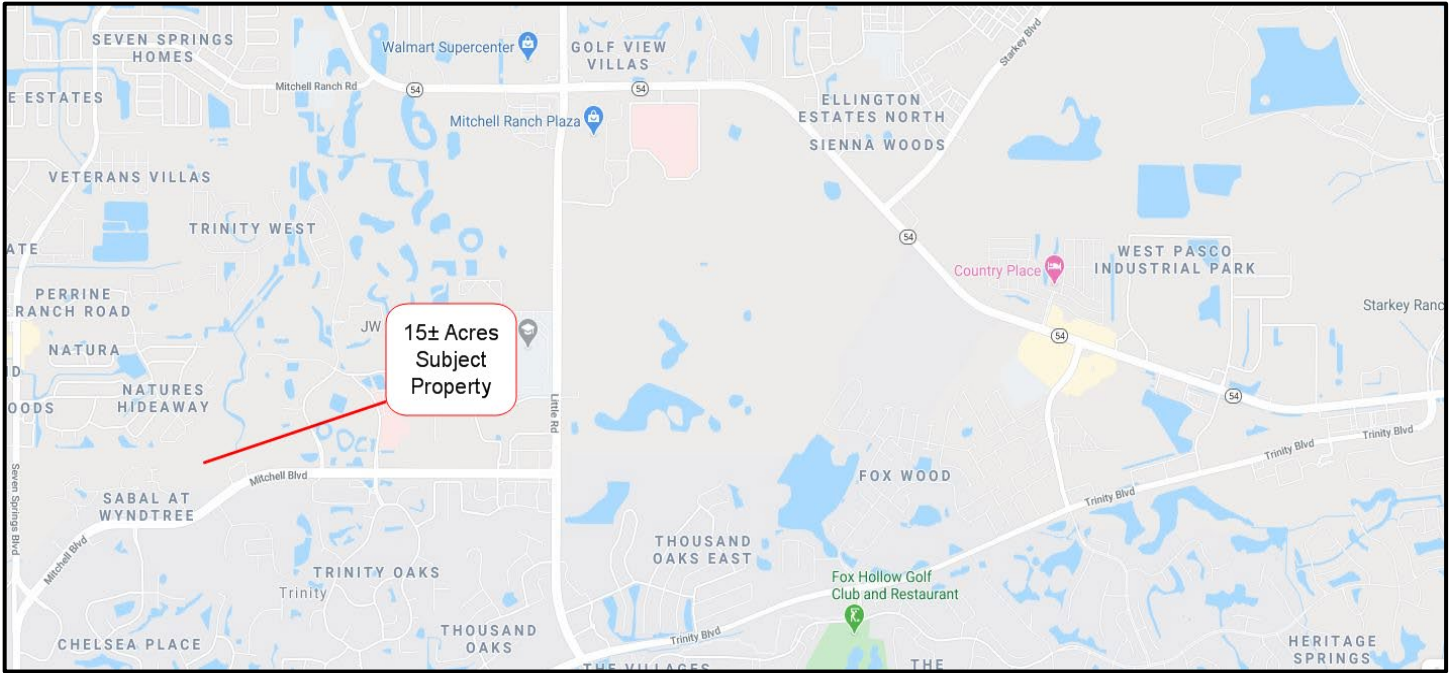 SEVEN SPRINGS
HOMES
Walmart Supercenter
GOLF VIEW
VILLAS
Starkey Blvd
Mitchell Ranch Rd
54
54
E ESTATES
ELLINGTON
ESTATES NORTH
Mitchell Ranch Plaza
SIENNA WOODS
VETERANS VILLAS
TRINITY WEST
54
ATE
WEST PASCO
INDUSTRIAL PARK
Country Place
PERRINE
RANCH ROAD
Starkey Ranc
JW
15± Acres
Subject
Property
54
NATURA
D
NATURES
HIDEAWAY
OODS
Little Rd
54
Trinity Blvd
Trinity Blvd
Seven Springs Blvd
Mitchell Blvd
FOX WOOD
SABAL AT
WYNDTREE
Trinity Blvd
Mitchell Blvd
THOUSAND
OAKS EAST
TRINITY OAKS
Trinity
Fox Hollow Golf
Club and Restaurant
CHELSEA PLACE
THOUSAND
OAKS
Trinity Blvd
HERITAGE
SPRINGS
THE VILLAGES
THE